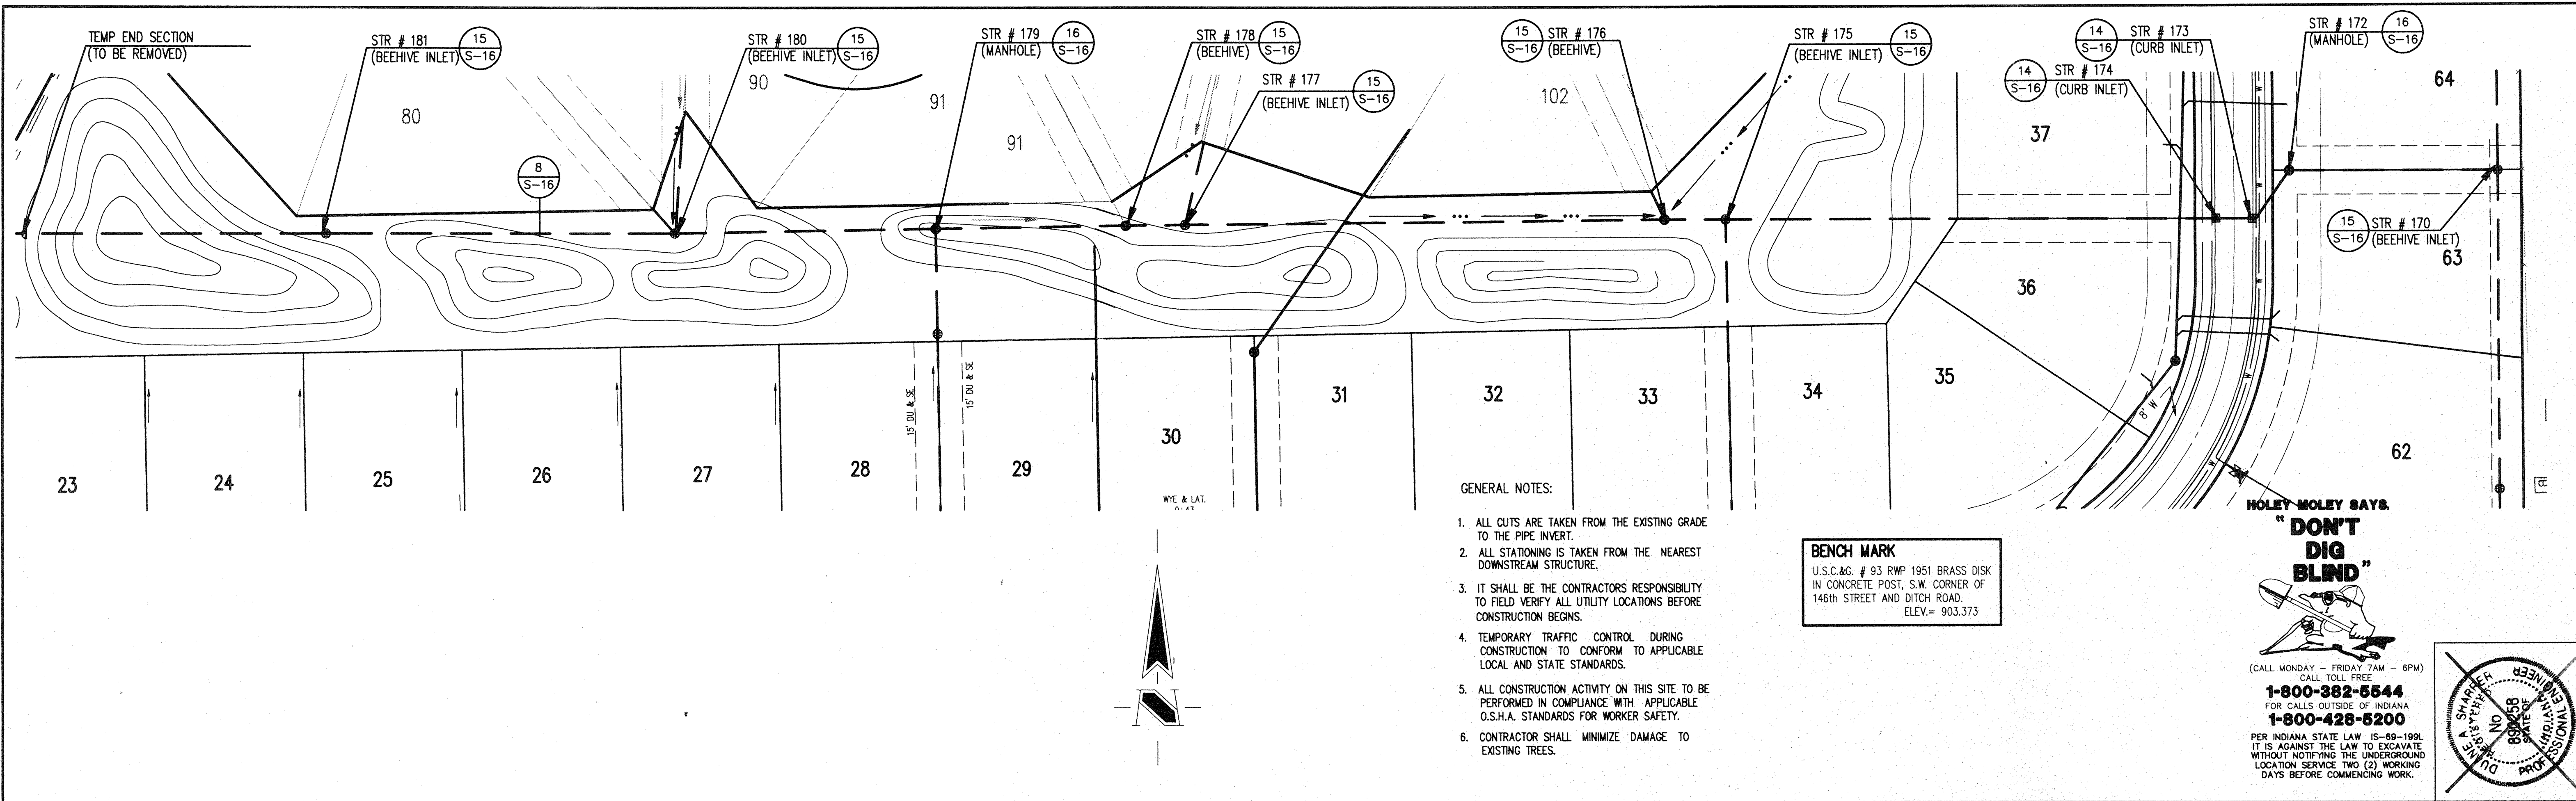 TEMP END SECTION
(TO BE REMOVED)
STR # 181
(BEEHIVE INLET)
15
S-16
STR # 180
(BEEHIVE INLET)
15
S-16
STR # 179
(MANHOLE)
16
S-16
STR # 178
(BEEHIVE)
15
S-16
STR # 177
(BEEHIVE INLET)
15
S-16
15
S-16
STR # 176
(BEEHIVE)
STR # 175
(BEEHIVE INLET)
15
S-16
14
S-16
STR # 173
(CURB INLET)
14
S-16
STR # 174
(CURB INLET)
STR # 172
(MANHOLE)
16
S-16
15
S-16
STR # 170
(BEEHIVE INLET)
8
S-16
80
90
91
91
102
37
64
36
63
35
62
23
24
25
26
27
28
29
30
31
32
33
34
15' DU & SE
15' DU & SE
WYE & LAT.
8' W
W
W
W
W
W
W
GENERAL NOTES:
1. ALL CUTS ARE TAKEN FROM THE EXISTING GRADE
TO THE PIPE INVERT.
2. ALL STATIONING IS TAKEN FROM THE NEAREST
DOWNSTREAM STRUCTURE.
3. IT SHALL BE THE CONTRACTORS RESPONSIBILITY
TO FIELD VERIFY ALL UTILITY LOCATIONS BEFORE
CONSTRUCTION BEGINS.
4. TEMPORARY TRAFFIC CONTROL DURING
CONSTRUCTION TO CONFORM TO APPLICABLE
LOCAL AND STATE STANDARDS.
5. ALL CONSTRUCTION ACTIVITY ON THIS SITE TO BE
PERFORMED IN COMPLIANCE WITH APPLICABLE
O.S.H.A. STANDARDS FOR WORKER SAFETY.
6. CONTRACTOR SHALL MINIMIZE DAMAGE TO
EXISTING TREES.
BENCH MARK
U.S.C.&G. # 93 RWP 1951 BRASS DISK
IN CONCRETE POST, S.W. CORNER OF
146th STREET AND DITCH ROAD.
ELEV.= 903.373
N
HOLEY MOLEY SAYS,
"DON'T
DIG
BLIND"
(CALL MONDAY - FRIDAY 7AM - 6PM)
CALL TOLL FREE
1-800-382-5544
FOR CALLS OUTSIDE OF INDIANA
1-800-428-5200
PER INDIANA STATE LAW IS-69-199L
IT IS AGAINST THE LAW TO EXCAVATE
WITHOUT NOTIFYING THE UNDERGROUND
LOCATION SERVICE TWO (2) WORKING
DAYS BEFORE COMMENCING WORK.
DUANE A SHARRER
REGISTERED
No
890258
STATE OF
INDIANA
PROFESSIONAL ENGINEER